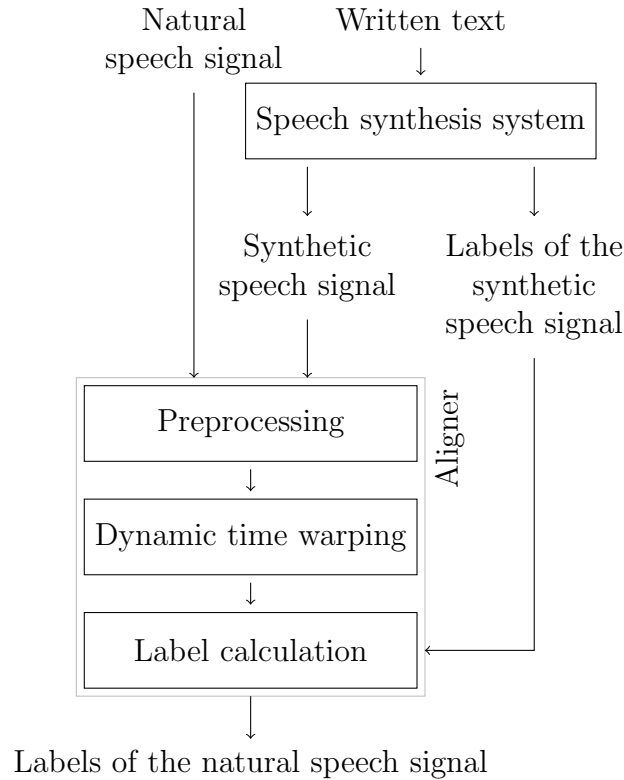 Natural
speech signal
Written text
Speech synthesis system
Synthetic
speech signal
Labels of the
synthetic
speech signal
Preprocessing
Aligner
Dynamic time warping
Label calculation
Labels of the natural speech signal